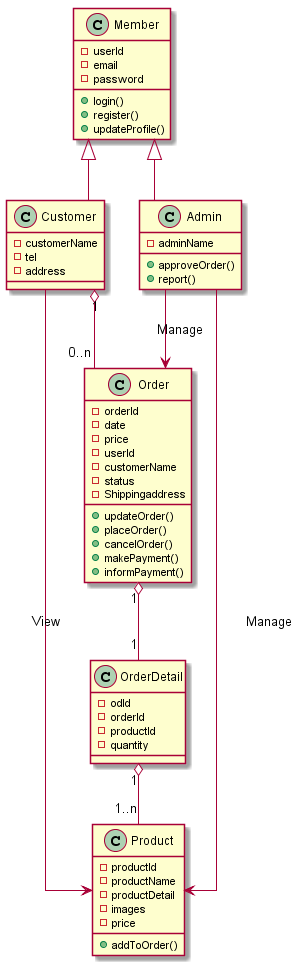 C Member
userId
email
password
login()
register()
updateProfile()
C Customer
customerName
tel
address
C Admin
adminName
approveOrder()
report()
1
Manage
0..n
C Order
orderId
date
price
userId
customerName
status
Shippingaddress
updateOrder()
placeOrder()
cancelOrder()
makePayment()
informPayment()
1
View
Manage
1
C OrderDetail
odId
orderId
productId
quantity
1
1..n
C Product
productId
productName
productDetail
images
price
addToOrder()